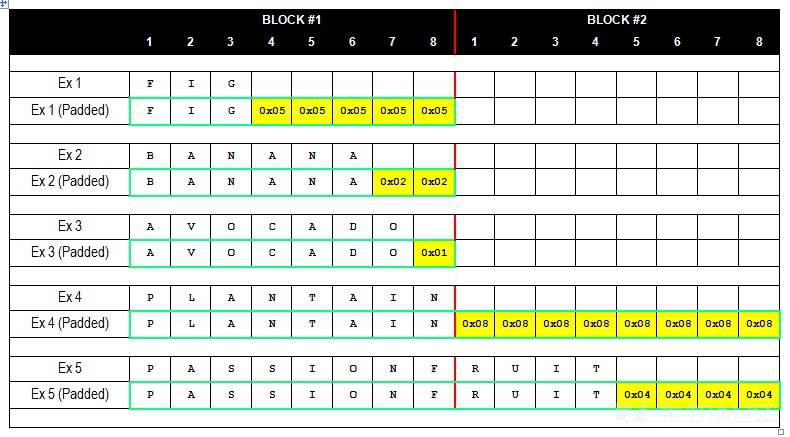 BLOCK #1 BLOCK #2
1 2 3 4 5 6 7 8 1 2 3 4 5 6 7 8
Ex 1 F I G
Ex 1 (Padded) F I G 0x05 0x05 0x05 0x05 0x05
Ex 2 B A N A N A
Ex 2 (Padded) B A N A N A 0x02 0x02
Ex 3 A V O C A D O
Ex 3 (Padded) A V O C A D O 0x01
Ex 4 P L A N T A I N
Ex 4 (Padded) P L A N T A I N 0x08 0x08 0x08 0x08 0x08 0x08 0x08 0x08
Ex 5 P A S S I O N F R U I T
Ex 5 (Padded) P A S S I O N F R U I T 0x04 0x04 0x04 0x04